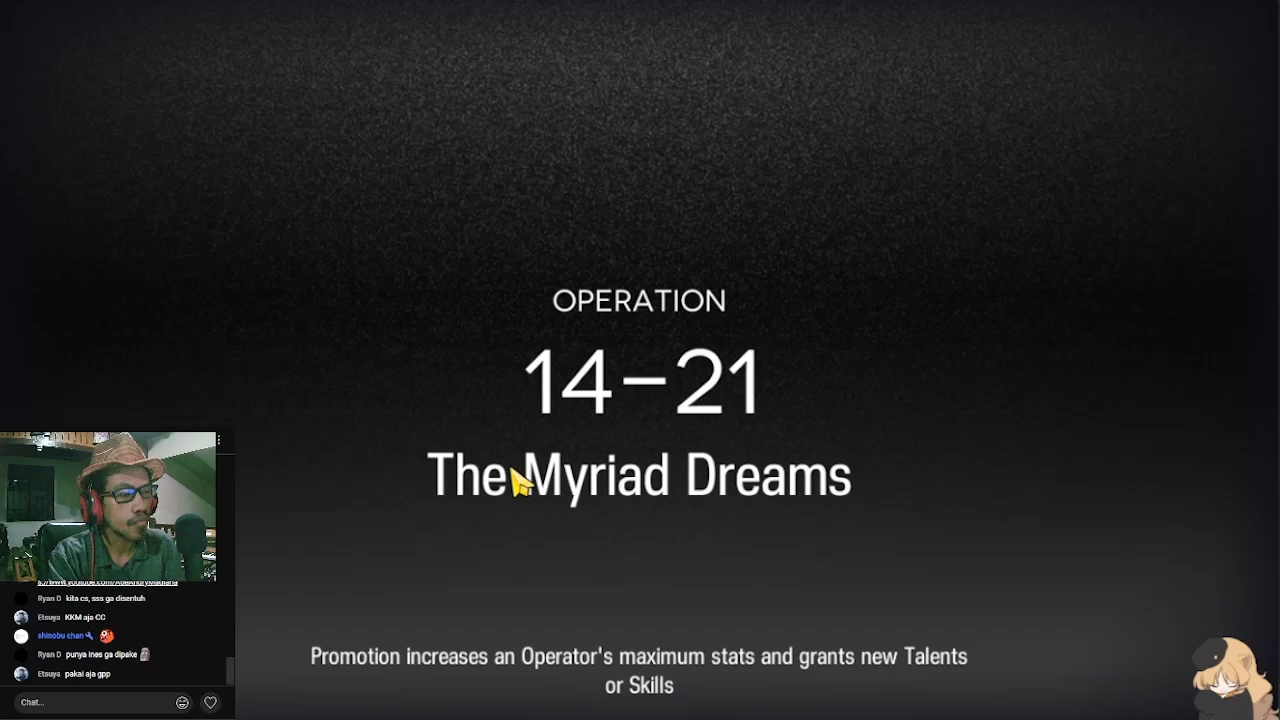 OPERATION
14-21
The Myriad Dreams
Promotion increases an Operator's maximum stats and grants new Talents
or Skills
Ryan D kita cs, sss ga disentuh
Etsuya KKM aja CC
shinobu chan
Ryan D punya ines ga dipake
Etsuya pakai aja gpp
Chat...